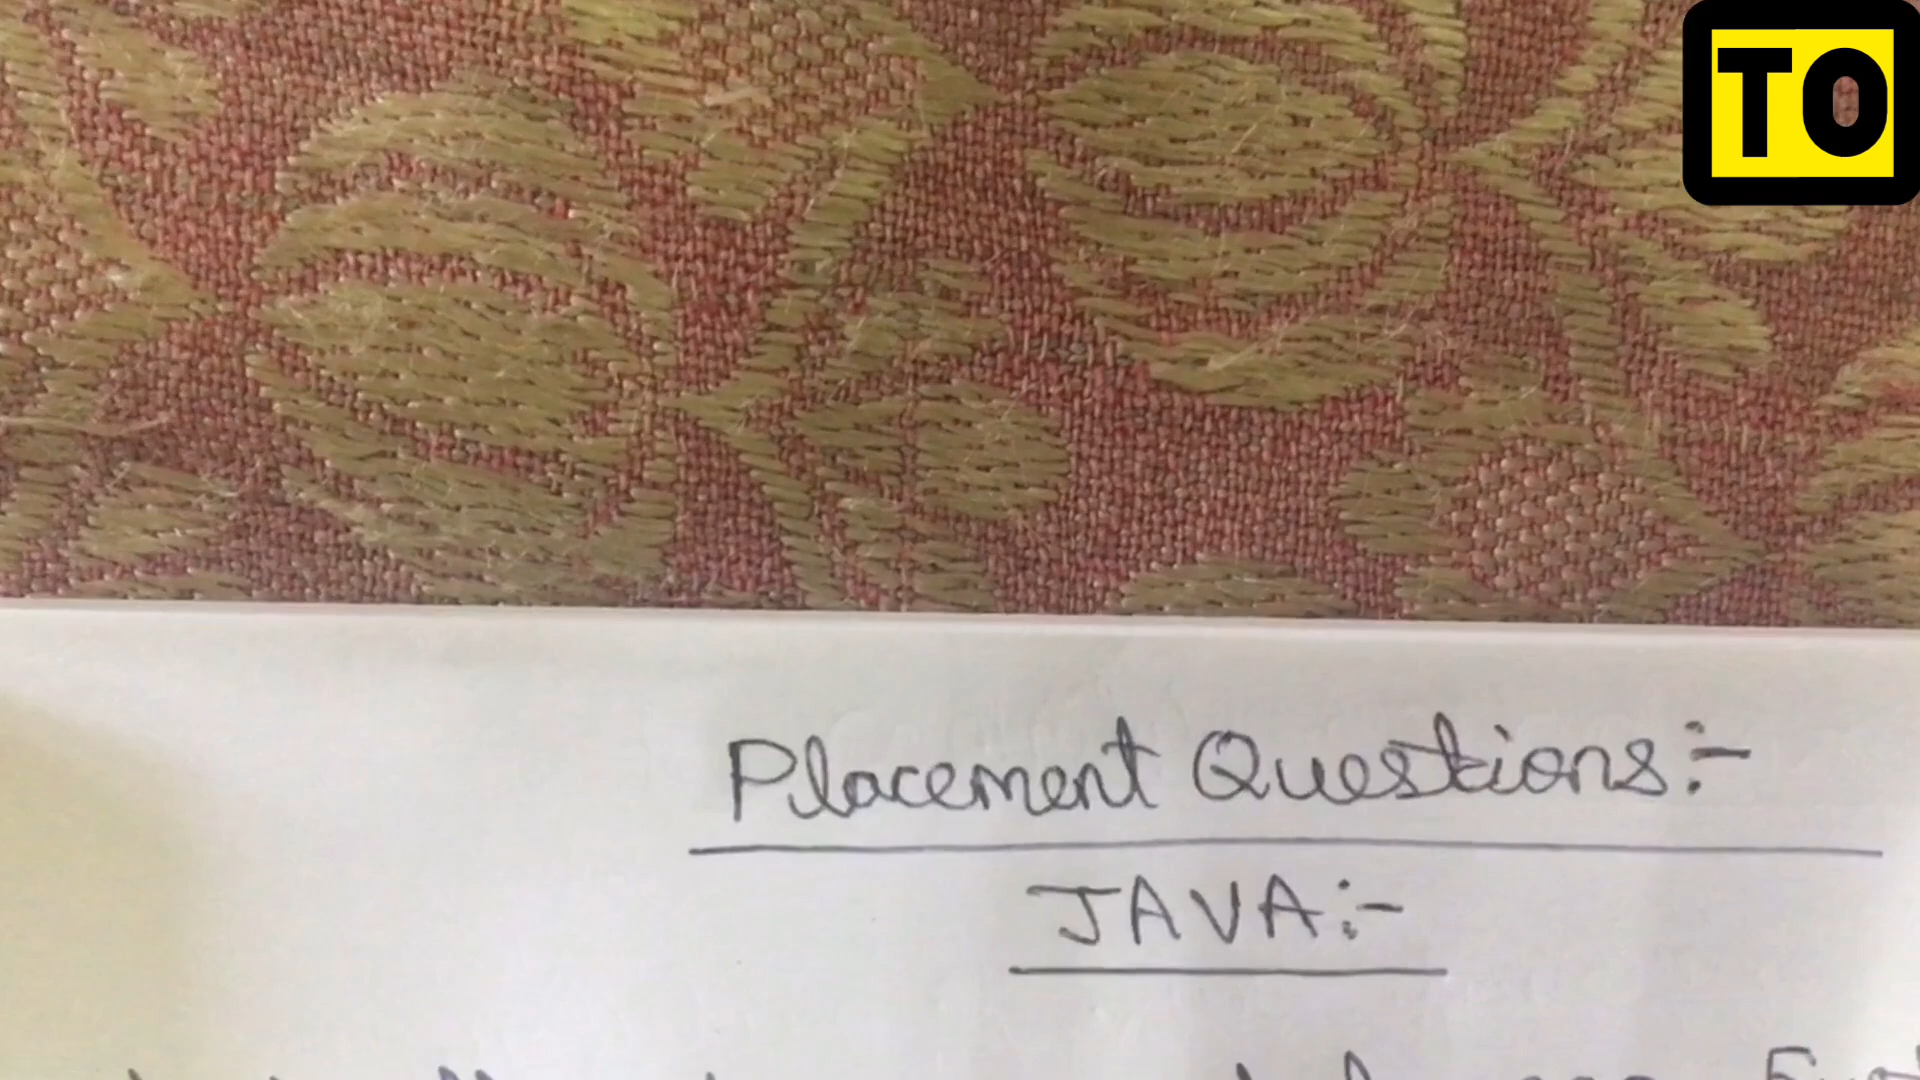 TO
Placement Questions:-
JAVA:-